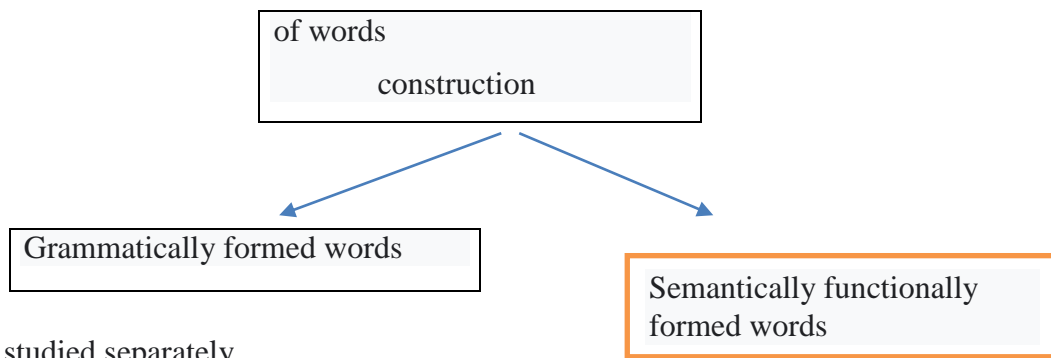 of words
construction
Grammatically formed words
Semantically functionally
formed words
studied separately